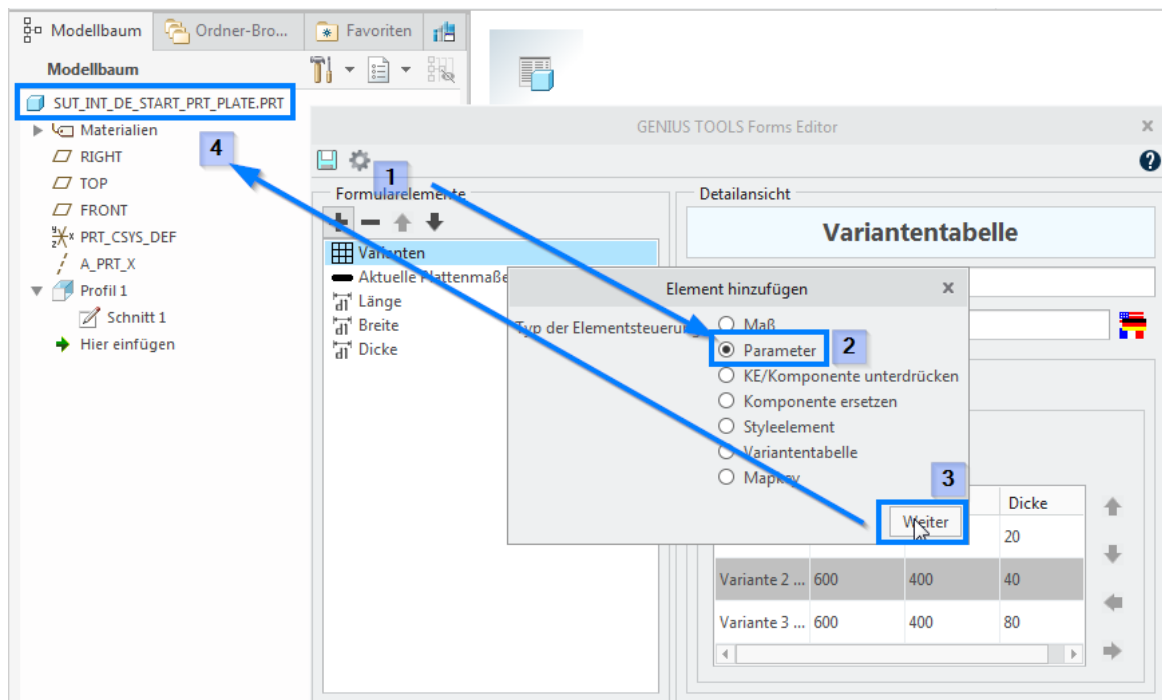 Modellbaum
Ordner-Bro...
Favoriten
Modellbaum
SUT_INT_DE_START_PRT_PLATE.PRT
Materialien
RIGHT
TOP
FRONT
PRT_CSYS_DEF
A_PRT_X
Profil 1
Schnitt 1
Hier einfügen
4
GENIUS TOOLS Forms Editor
1
Formularelemente
Varianten
Aktuelle Plattenmaße
Länge
Breite
Dicke
Detailansicht
Variantentabelle
Element hinzufügen
Typ der Elementsteuerung
Maß
Parameter
2
KE/Komponente unterdrücken
Komponente ersetzen
Styleelement
Variantentabelle
Mapkey
3
Weiter
Dicke
20
Variante 2 ... 600 400 40
Variante 3 ... 600 400 80